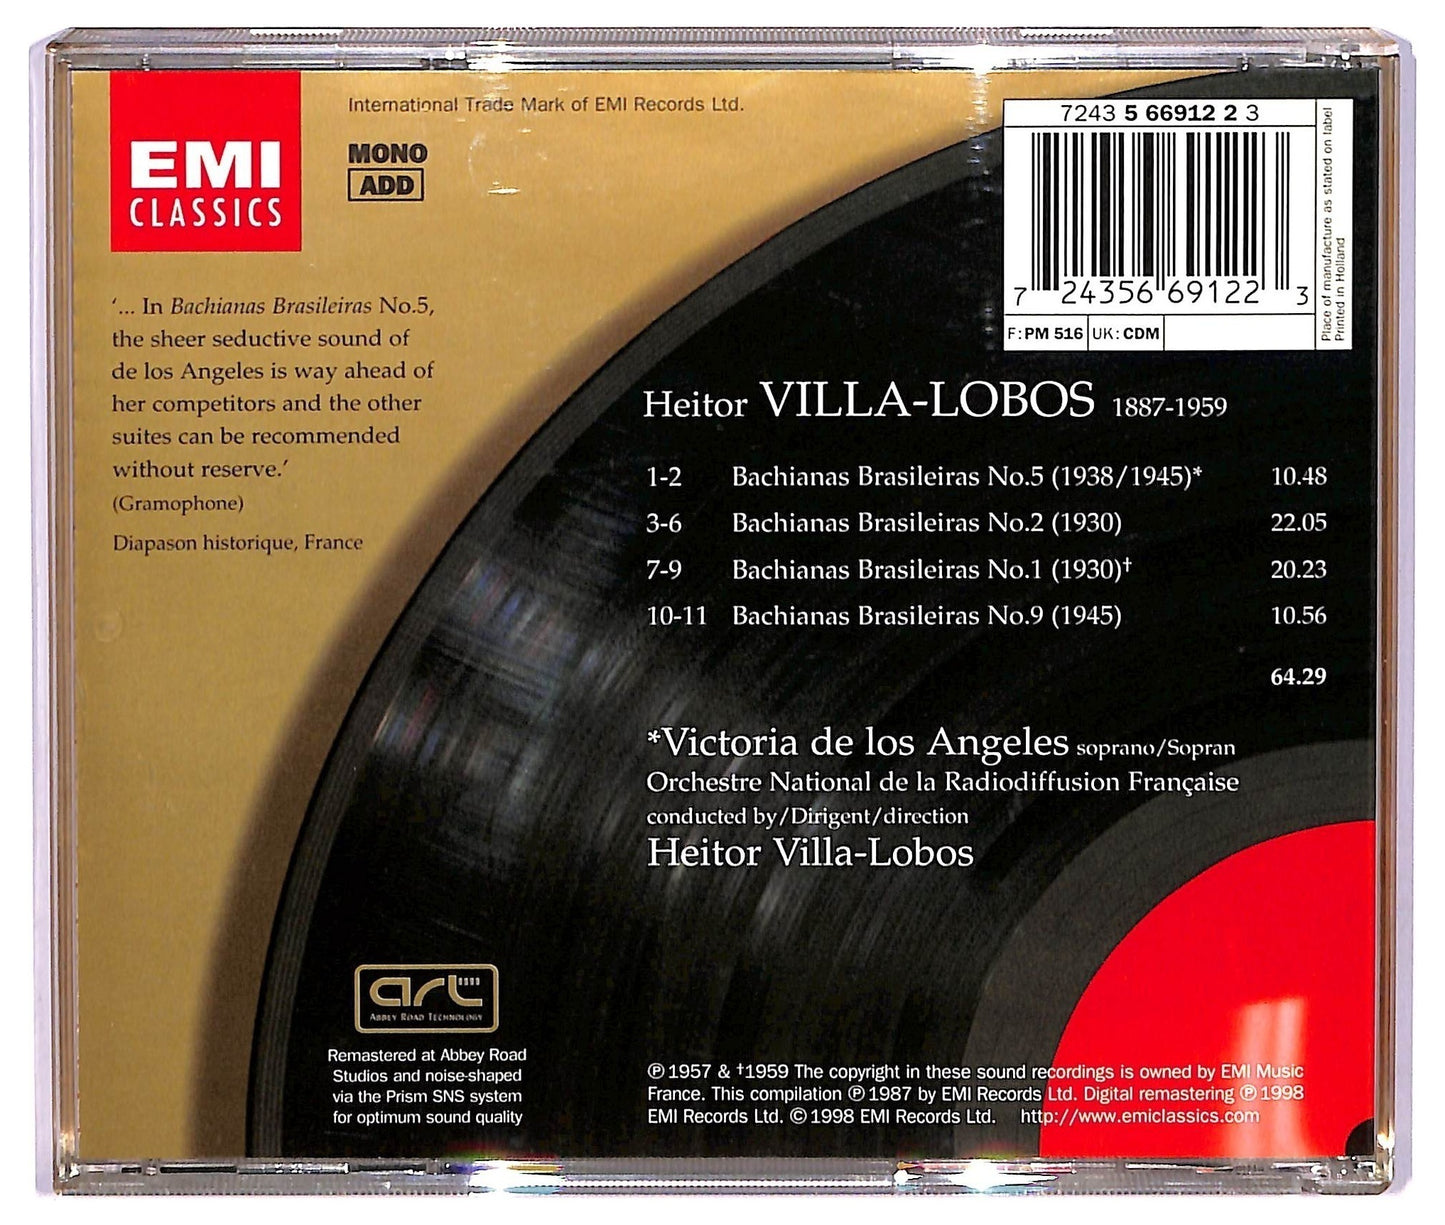 EMI
CLASSICS
International Trade Mark of EMI Records Ltd.
MONO
ADD
7243 5 66912 2 3
7 24356 69122 3
F: PM 516 UK: CDM
Place of manufacture as stated on label
Printed in Holland
‘... In Bachianas Brasileiras No.5,
the sheer seductive sound of
de los Angeles is way ahead of
her competitors and the other
suites can be recommended
without reserve.’
(Gramophone)
Diapason historique, France
Heitor VILLA-LOBOS 1887-1959
1-2 Bachianas Brasileiras No.5 (1938/1945)* 10.48
3-6 Bachianas Brasileiras No.2 (1930) 22.05
7-9 Bachianas Brasileiras No.1 (1930)† 20.23
10-11 Bachianas Brasileiras No.9 (1945) 10.56
64.29
*Victoria de los Angeles soprano/Sopran
Orchestre National de la Radiodiffusion Française
conducted by/Dirigent/direction
Heitor Villa-Lobos
art
ABBEY ROAD TECHNOLOGY
Remastered at Abbey Road
Studios and noise-shaped
via the Prism SNS system
for optimum sound quality
℗ 1957 & †1959 The copyright in these sound recordings is owned by EMI Music
France. This compilation ℗ 1987 by EMI Records Ltd. Digital remastering ℗ 1998
EMI Records Ltd. © 1998 EMI Records Ltd. http://www.emiclassics.com